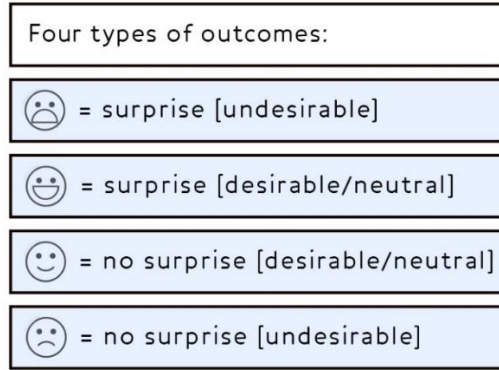 Four types of outcomes:
= surprise [undesirable]
= surprise [desirable/neutral]
= no surprise [desirable/neutral]
= no surprise [undesirable]